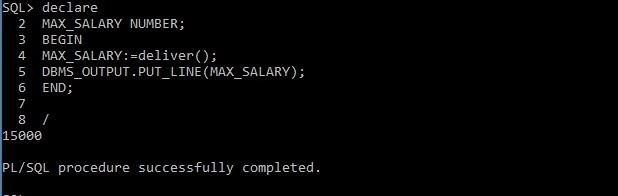 SQL> declare
2 MAX_SALARY NUMBER;
3 BEGIN
4 MAX_SALARY:=deliver();
5 DBMS_OUTPUT.PUT_LINE(MAX_SALARY);
6 END;
7
8 /
15000
PL/SQL procedure successfully completed.